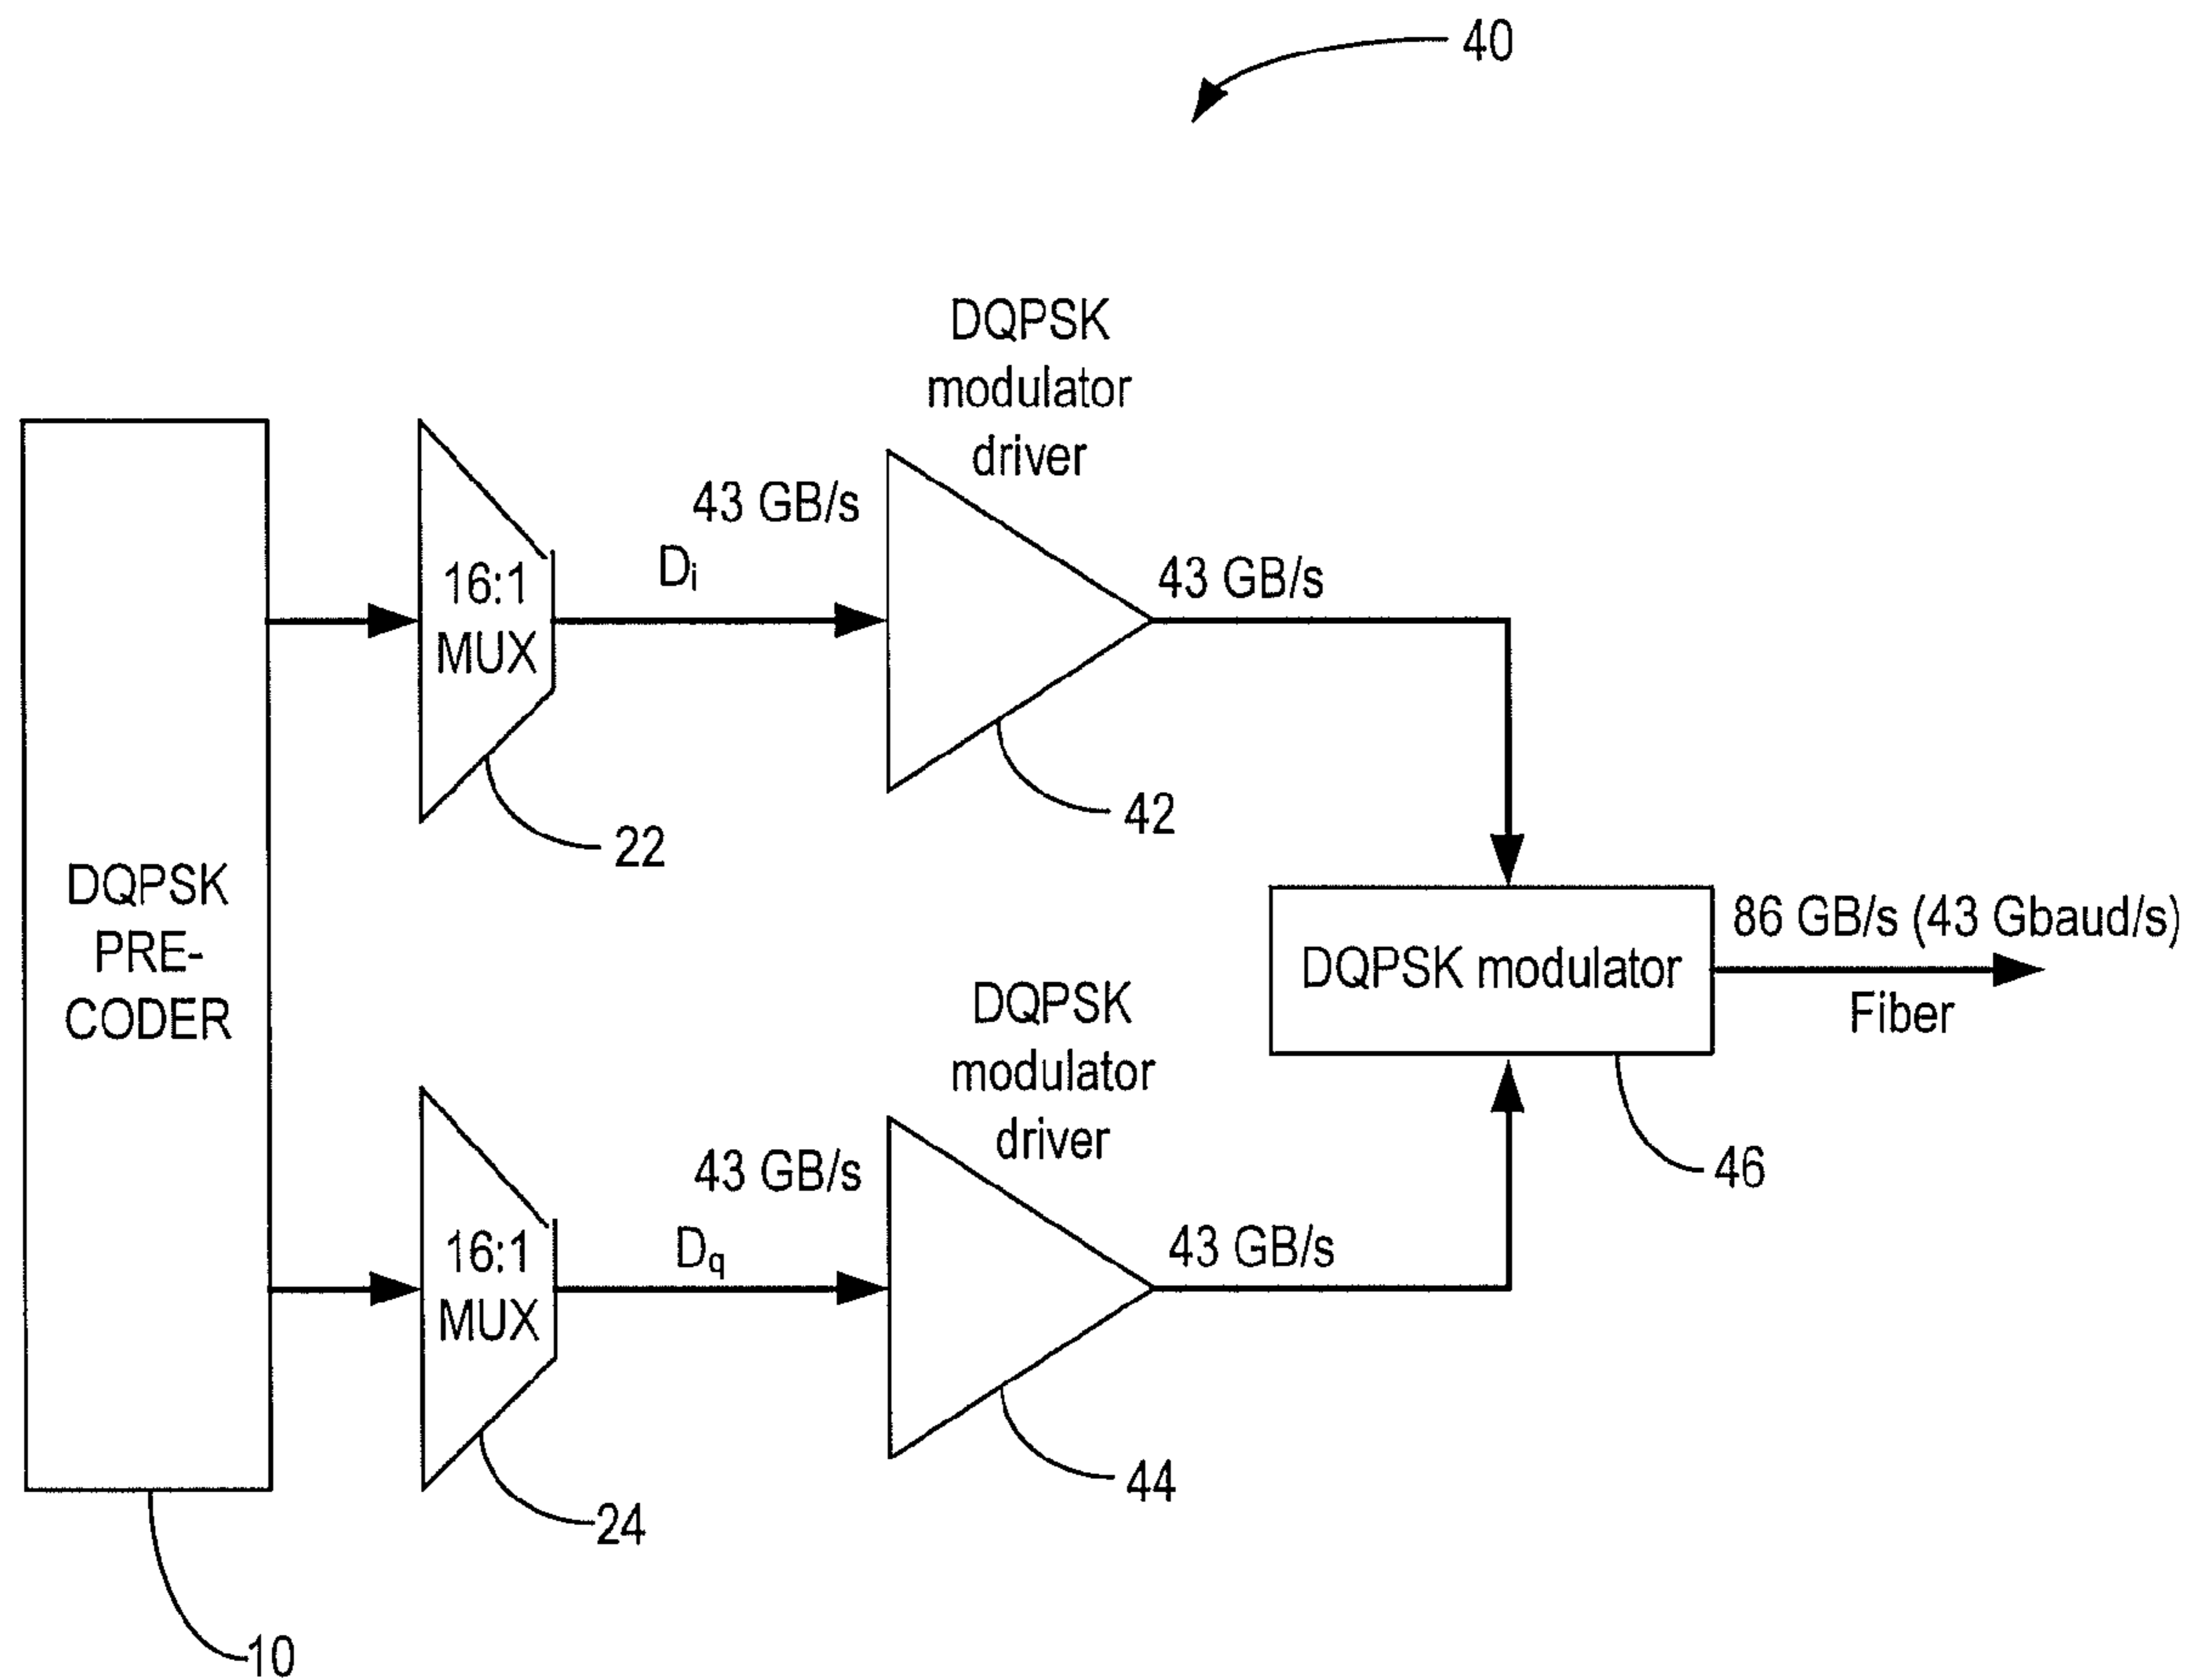 40
DQPSK
modulator
driver
43 GB/s
Di
43 GB/s
16:1
MUX
42
22
DQPSK
PRE-
CODER
86 GB/s (43 Gbaud/s)
DQPSK modulator
Fiber
DQPSK
modulator
driver
46
43 GB/s
Dq
43 GB/s
16:1
MUX
44
24
10